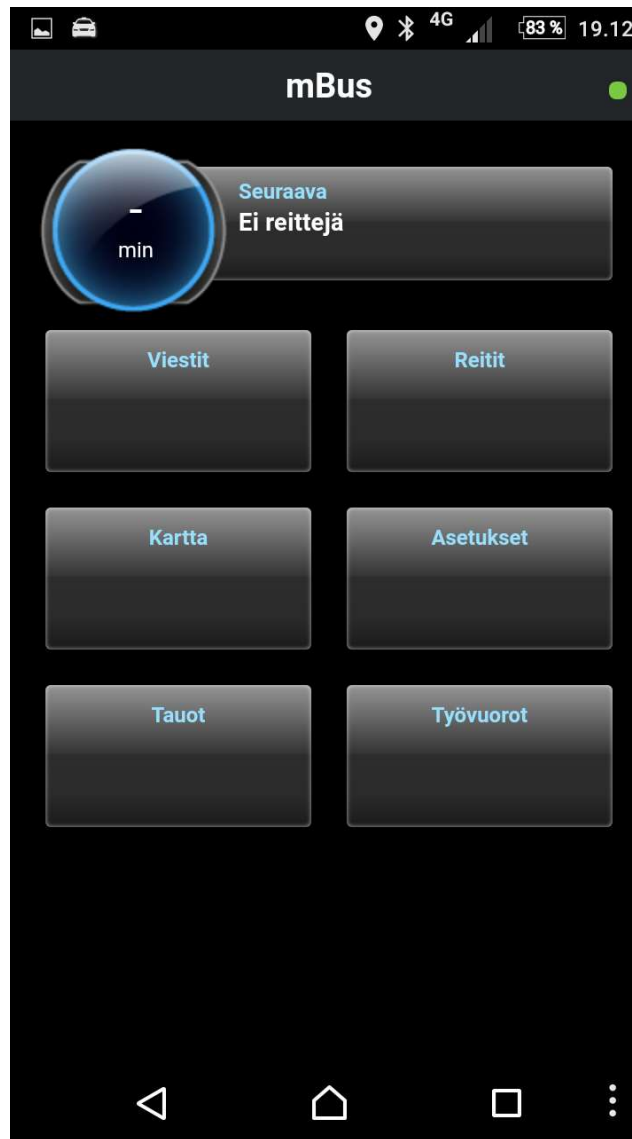 4G 83 % 19.12
mBus
Seuraava
-
Ei reittejä
min
Viestit Reitit
Kartta Asetukset
Tauot Työvuorot